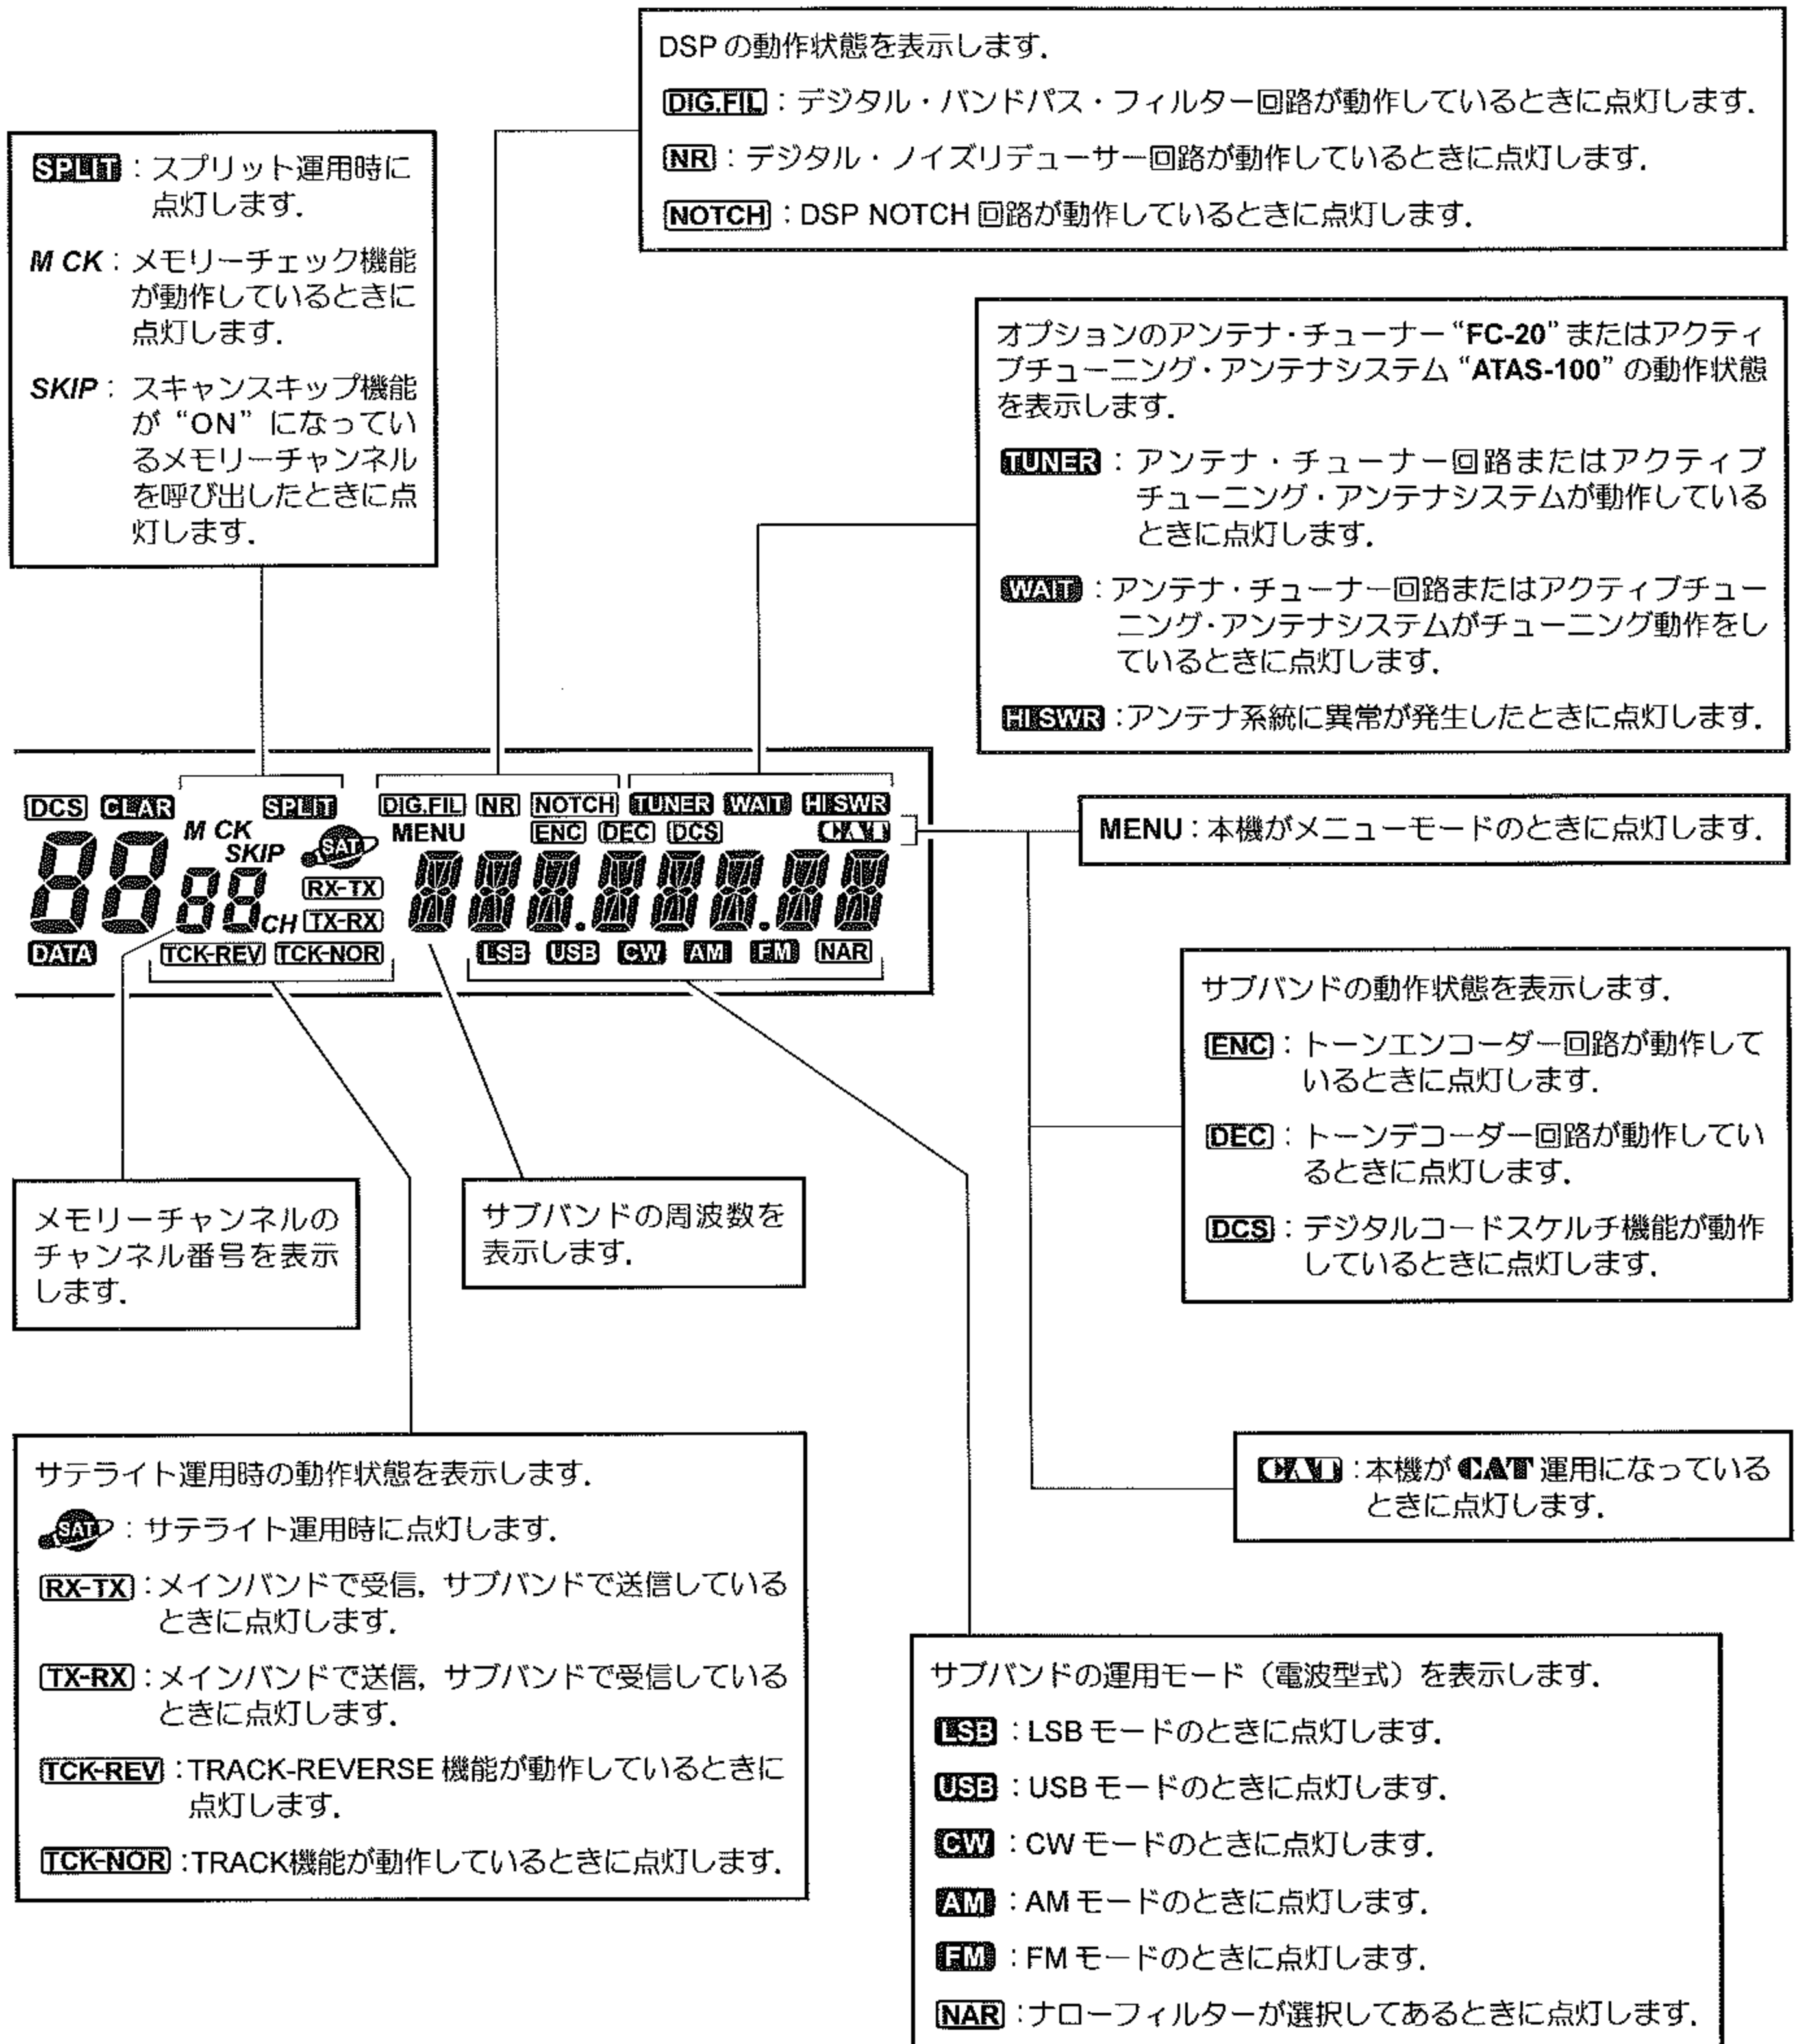 DSP の動作状態を表示します.
DIG.FIL：デジタル・バンドパス・フィルター回路が動作しているときに点灯します.
NR：デジタル・ノイズリデューサー回路が動作しているときに点灯します.
NOTCH：DSP NOTCH 回路が動作しているときに点灯します.
SPLIT：スプリット運用時に
点灯します.
M CK：メモリーチェック機能
が動作しているときに
点灯します.
SKIP：スキャンスキップ機能
が“ON”になってい
るメモリーチャンネル
を呼び出したときに点
灯します.
オプションのアンテナ・チューナー“FC-20”またはアクティ
ブチューニング・アンテナシステム“ATAS-100”の動作状態
を表示します.
TUNER：アンテナ・チューナー回路またはアクティブ
チューニング・アンテナシステムが動作している
ときに点灯します.
WAIT：アンテナ・チューナー回路またはアクティブチュー
ニング・アンテナシステムがチューニング動作をし
ているときに点灯します.
HI SWR：アンテナ系統に異常が発生したときに点灯します.
DCS CLAR SPLIT DIG.FIL NR NOTCH TUNER WAIT HI SWR
M CK SAT MENU ENC DEC DCS CAT
SKIP
88 88 CH RX-TX
TX-RX
DATA TCK-REV TCK-NOR LSB USB CW AM FM NAR
MENU：本機がメニューモードのときに点灯します.
サブバンドの動作状態を表示します.
ENC：トーンエンコーダー回路が動作して
いるときに点灯します.
DEC：トーンデコーダー回路が動作してい
るときに点灯します.
DCS：デジタルコードスケルチ機能が動作
しているときに点灯します.
メモリーチャンネルの
チャンネル番号を表示
します.
サブバンドの周波数を
表示します.
CAT：本機が CAT 運用になっている
ときに点灯します.
サテライト運用時の動作状態を表示します.
SAT：サテライト運用時に点灯します.
RX-TX：メインバンドで受信，サブバンドで送信している
ときに点灯します.
TX-RX：メインバンドで送信，サブバンドで受信している
ときに点灯します.
TCK-REV：TRACK-REVERSE 機能が動作しているときに
点灯します.
TCK-NOR：TRACK機能が動作しているときに点灯します.
サブバンドの運用モード（電波型式）を表示します.
LSB：LSB モードのときに点灯します.
USB：USB モードのときに点灯します.
CW：CW モードのときに点灯します.
AM：AM モードのときに点灯します.
FM：FM モードのときに点灯します.
NAR：ナローフィルターが選択してあるときに点灯します.